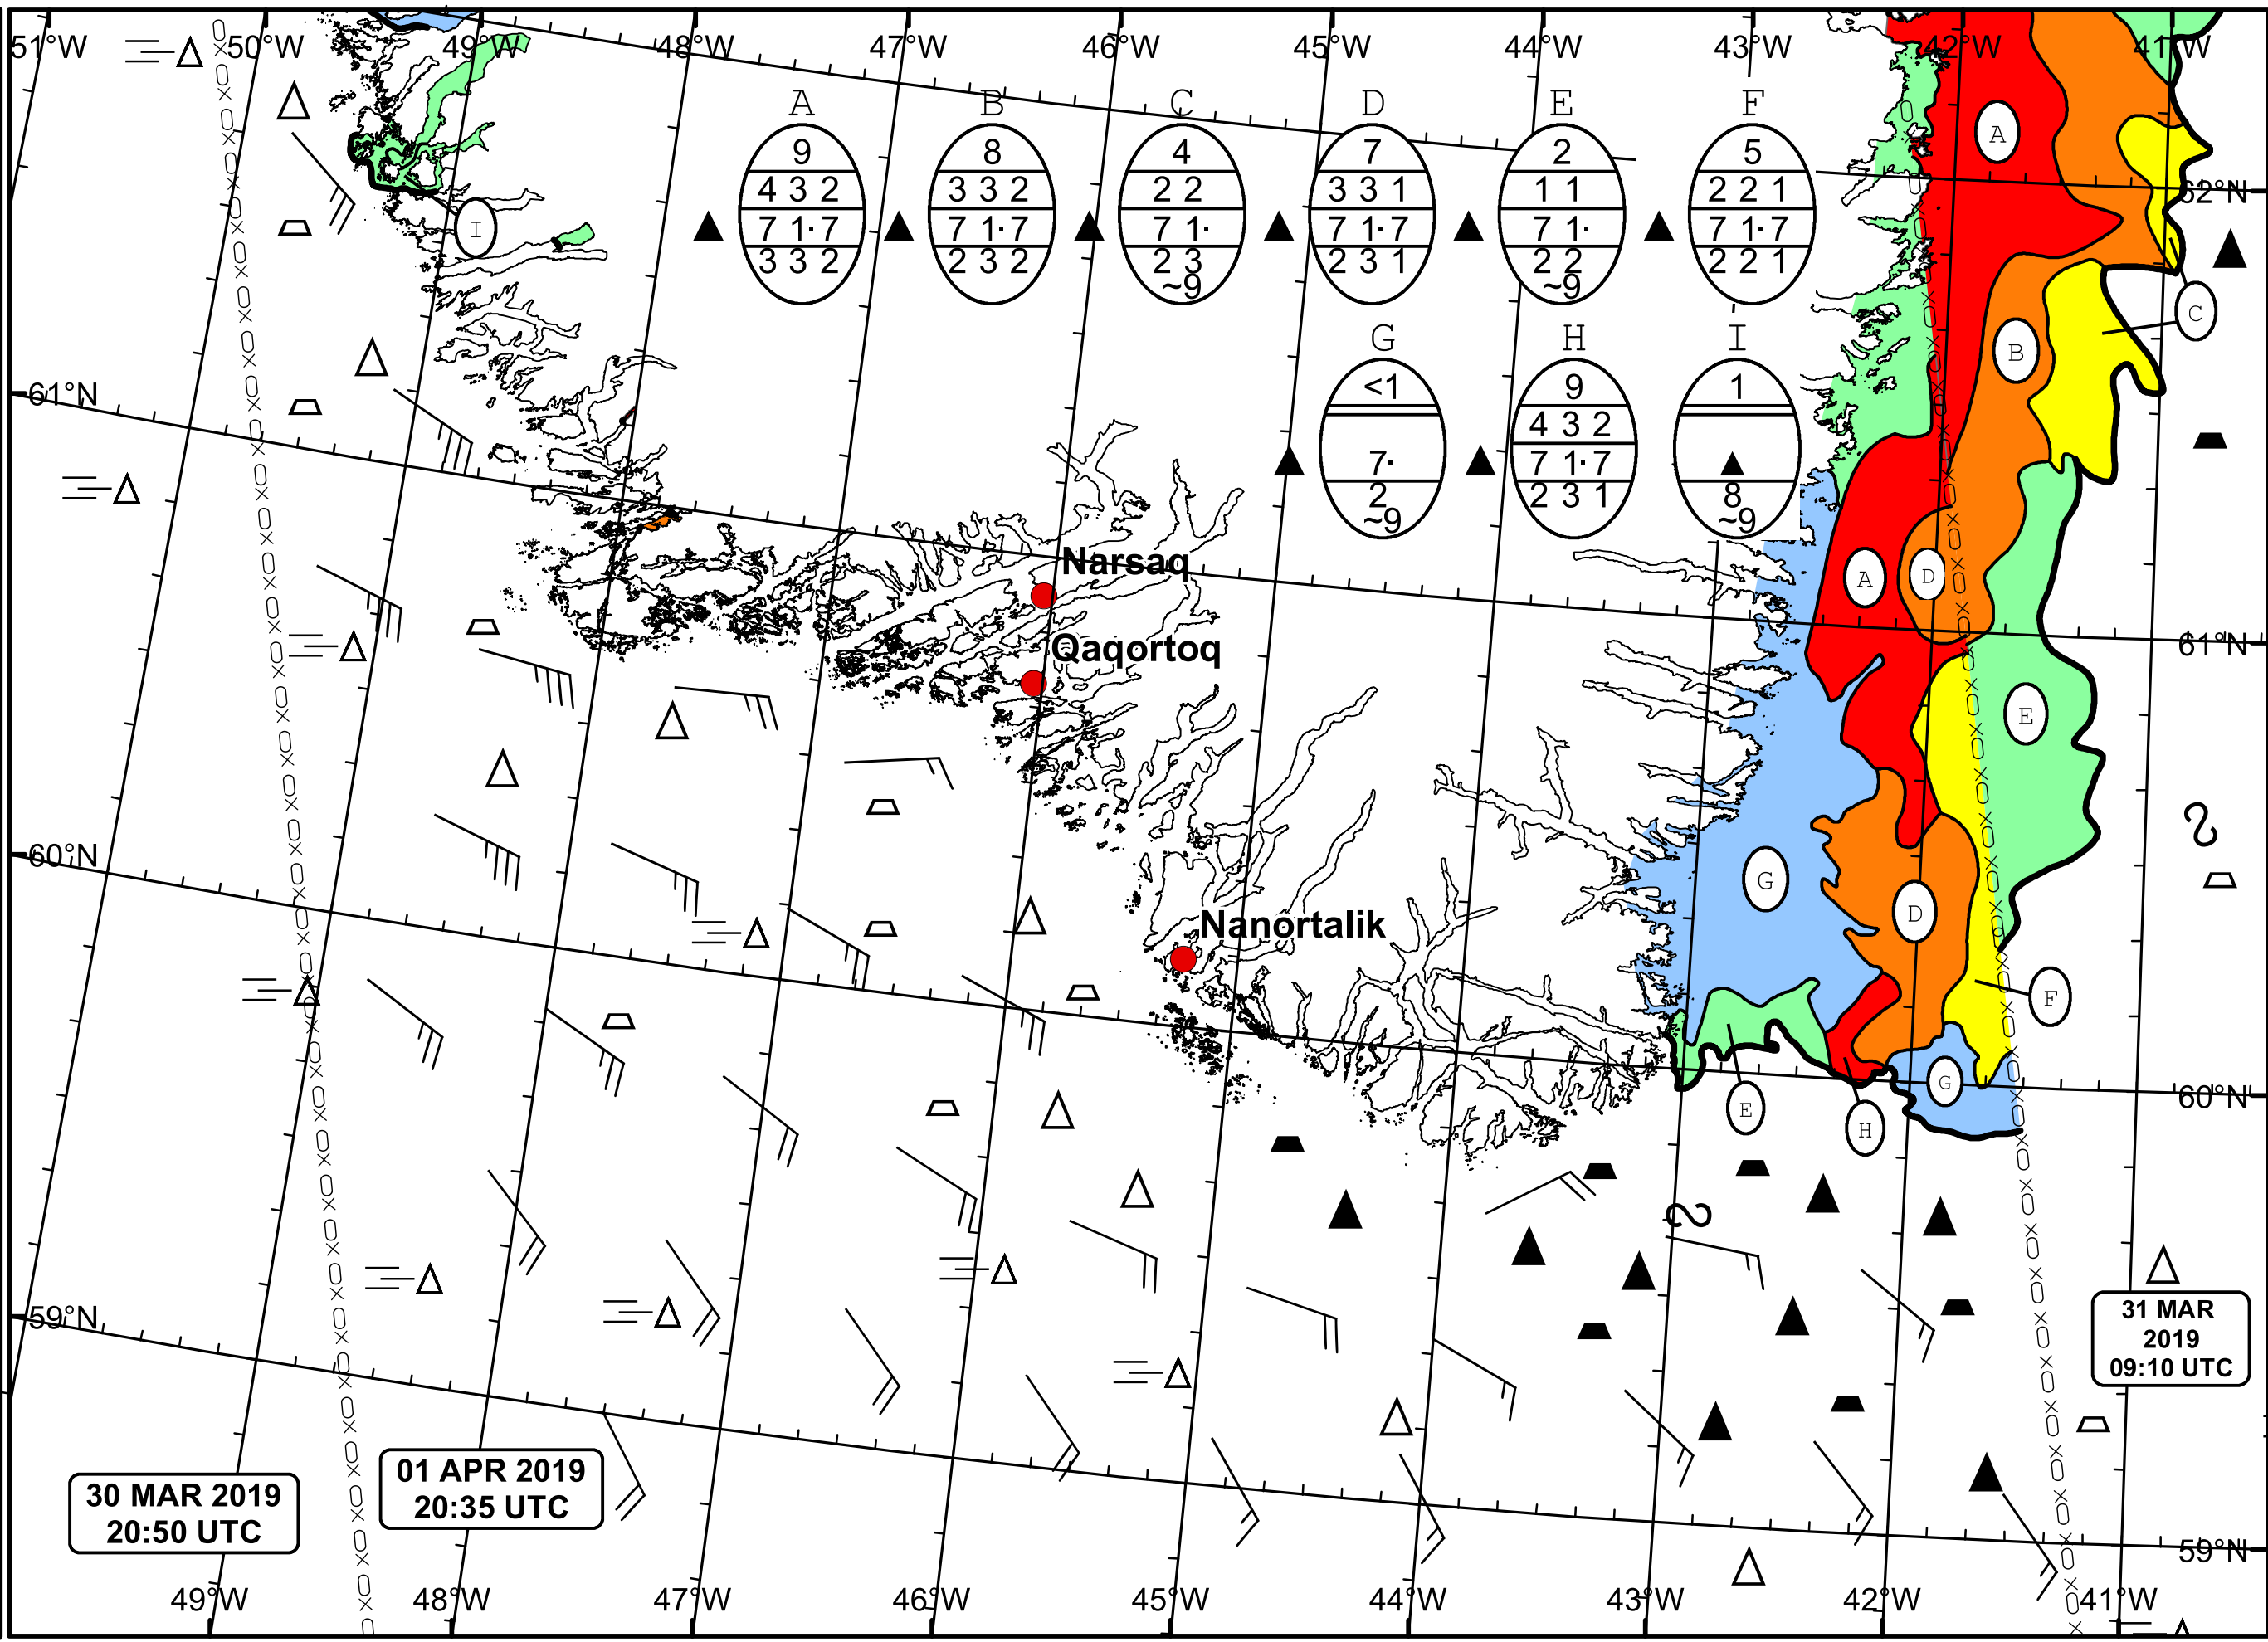 51°W 50°W 49°W 48°W 47°W 46°W 45°W 44°W 43°W 42°W 41°W
A B C D E F
9 8 4 7 2 5
4 3 2 3 3 2 2 2 3 3 1 1 1 2 2 1
7 1·7 7 1·7 7 1· 7 1·7 7 1· 7 1·7
3 3 2 2 3 2 2 3 2 3 1 2 2 2 2 1
~9 ~9
A
62°N
I
C
B
G H I
<1 9 1
4 3 2
7· 7 1·7
2 2 3 1 8
~9 ~9
61°N
Narsaq
A D
61°N
Qaqortoq
E
60°N
G
D
Nanortalik
F
G
60°N
E H
59°N
31 MAR
2019
09:10 UTC
30 MAR 2019
20:50 UTC
01 APR 2019
20:35 UTC
59°N
49°W 48°W 47°W 46°W 45°W 44°W 43°W 42°W 41°W